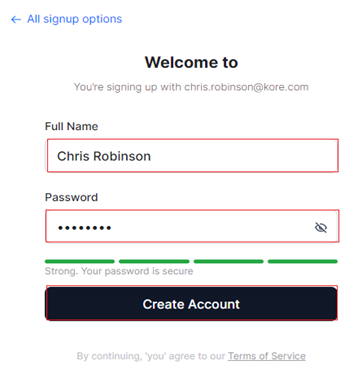 ← All signup options
Welcome to
You're signing up with chris.robinson@kore.com
Full Name
Chris Robinson
Password
••••••••
Strong. Your password is secure
Create Account
By continuing, 'you' agree to our Terms of Service